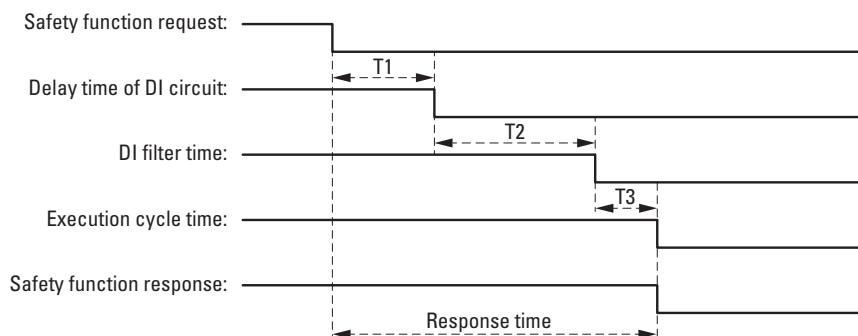 Safety function request:
T1
Delay time of DI circuit:
T2
DI filter time:
T3
Execution cycle time:
Safety function response:
Response time